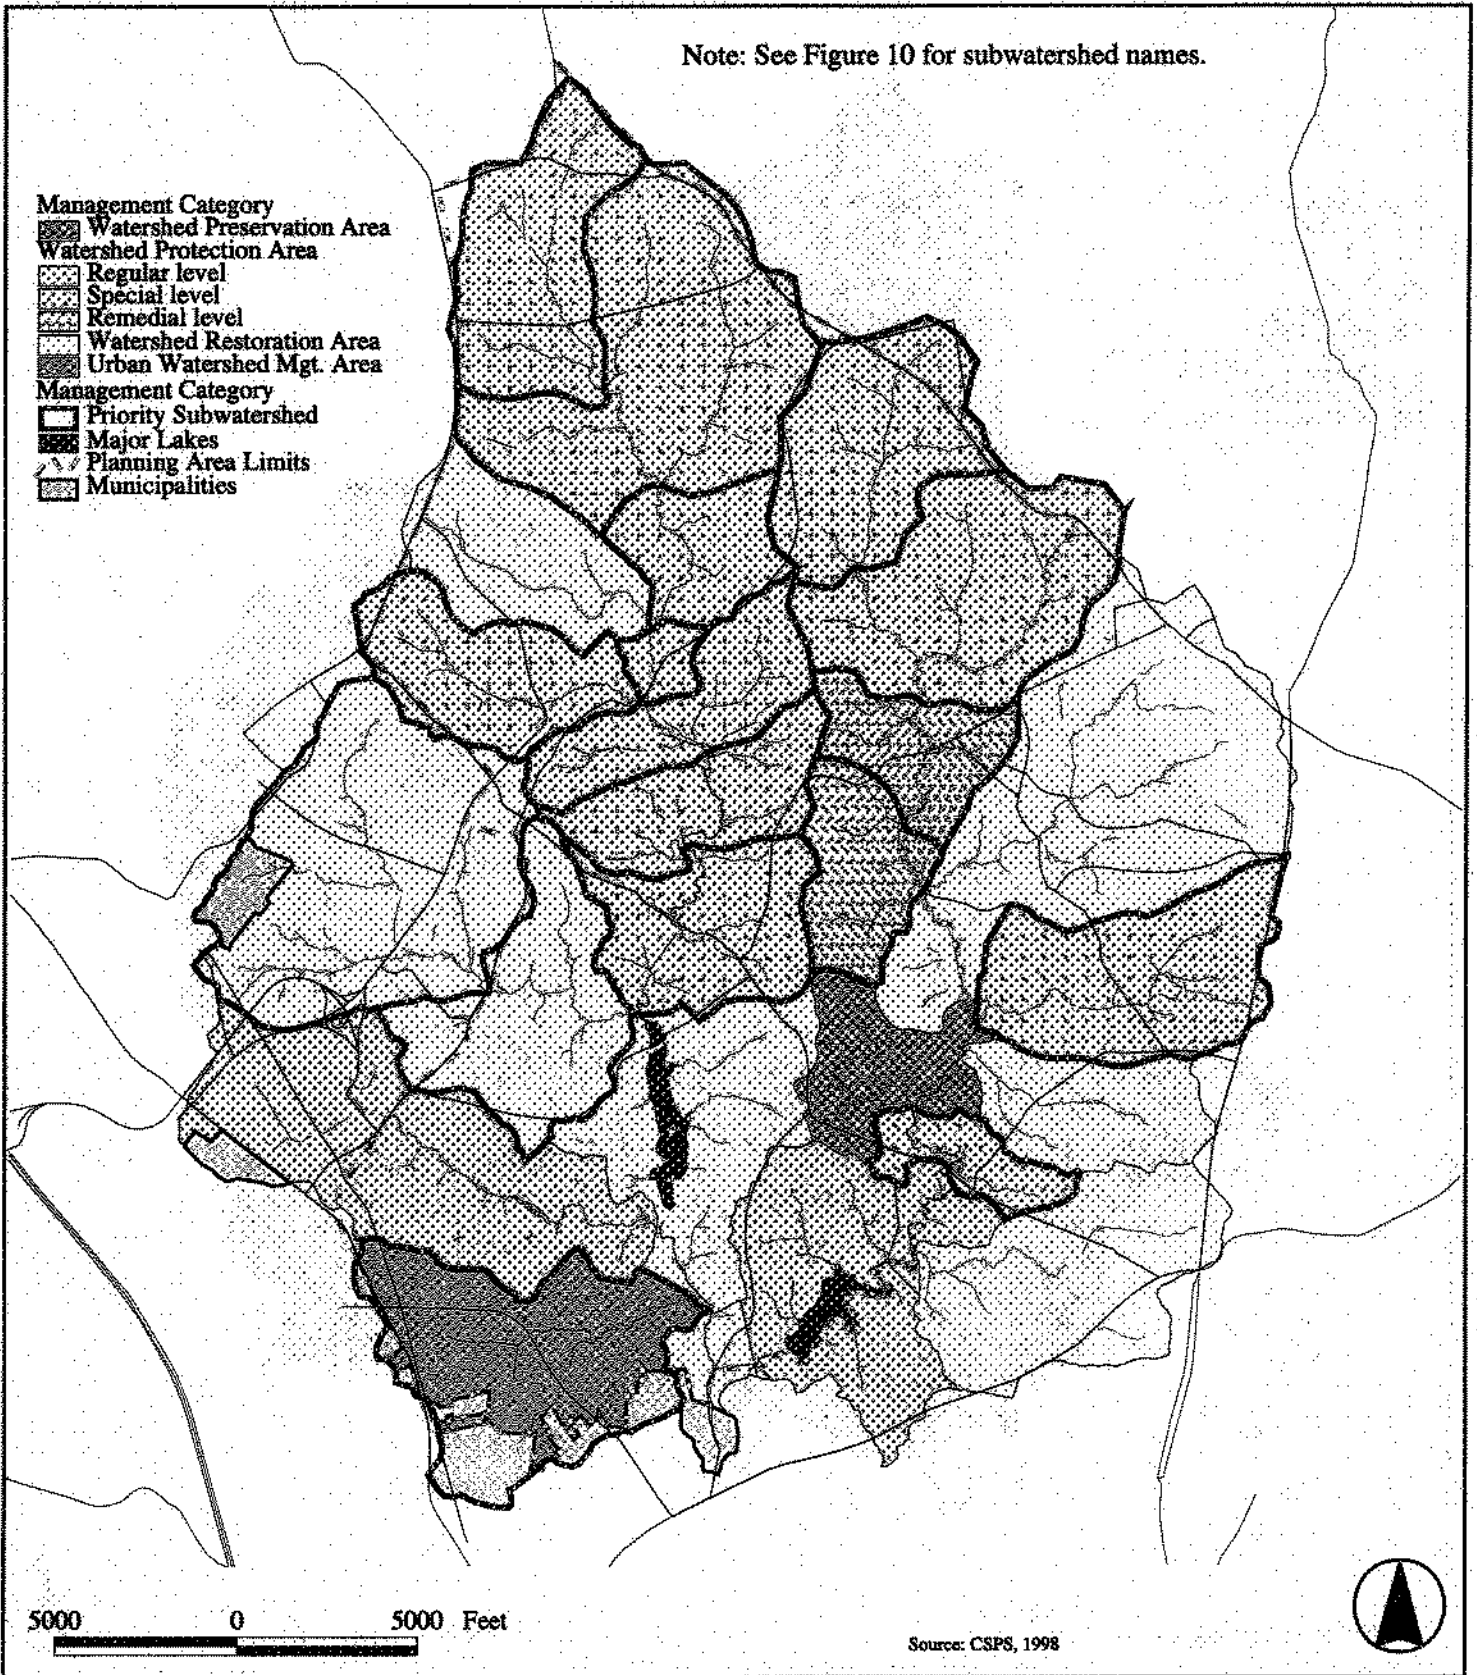 Note: See Figure 10 for subwatershed names.
Management Category
Watershed Preservation Area
Watershed Protection Area
Regular level
Special level
Remedial level
Watershed Restoration Area
Urban Watershed Mgt. Area
Management Category
Priority Subwatershed
Major Lakes
Planning Area Limits
Municipalities
5000 0 5000 Feet
Source: CSPS, 1998